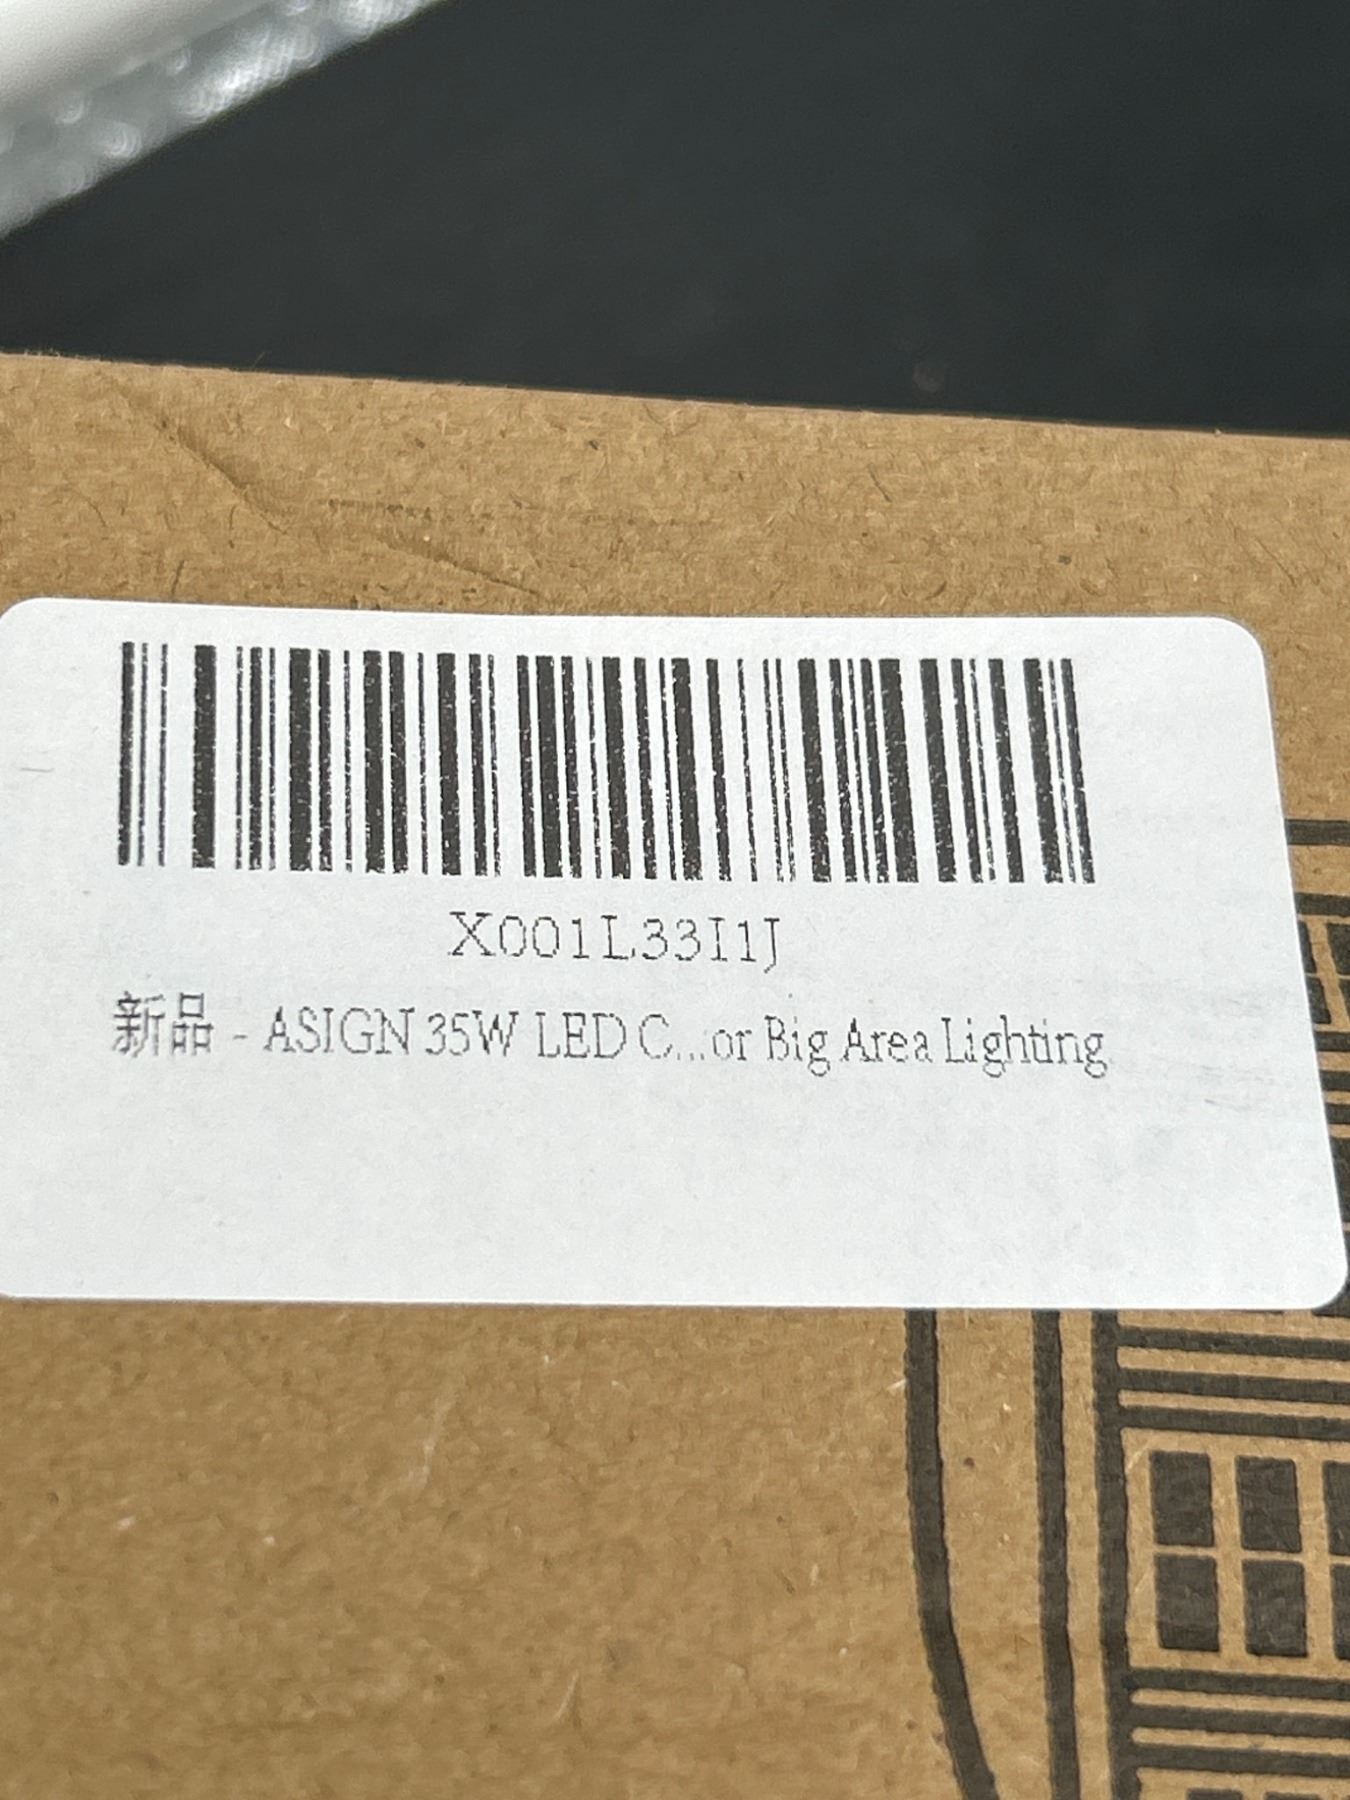 X001L33I1J
新品 - ASIGN 35W LED C...or Big Area Lighting